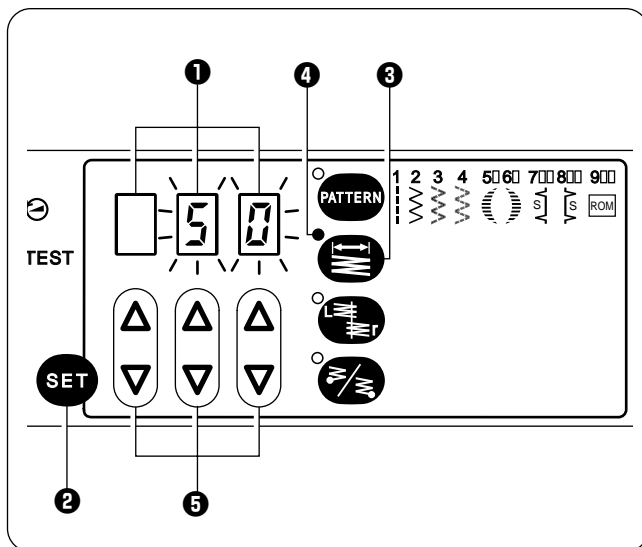 ❶ ❹ ❸
PATTERN 1 2 3 4 5▯ 6▯ 7▯▯ 8▯▯ 9▯▯
S S ROM
5 0
TEST
L r
SET
❷ ❺